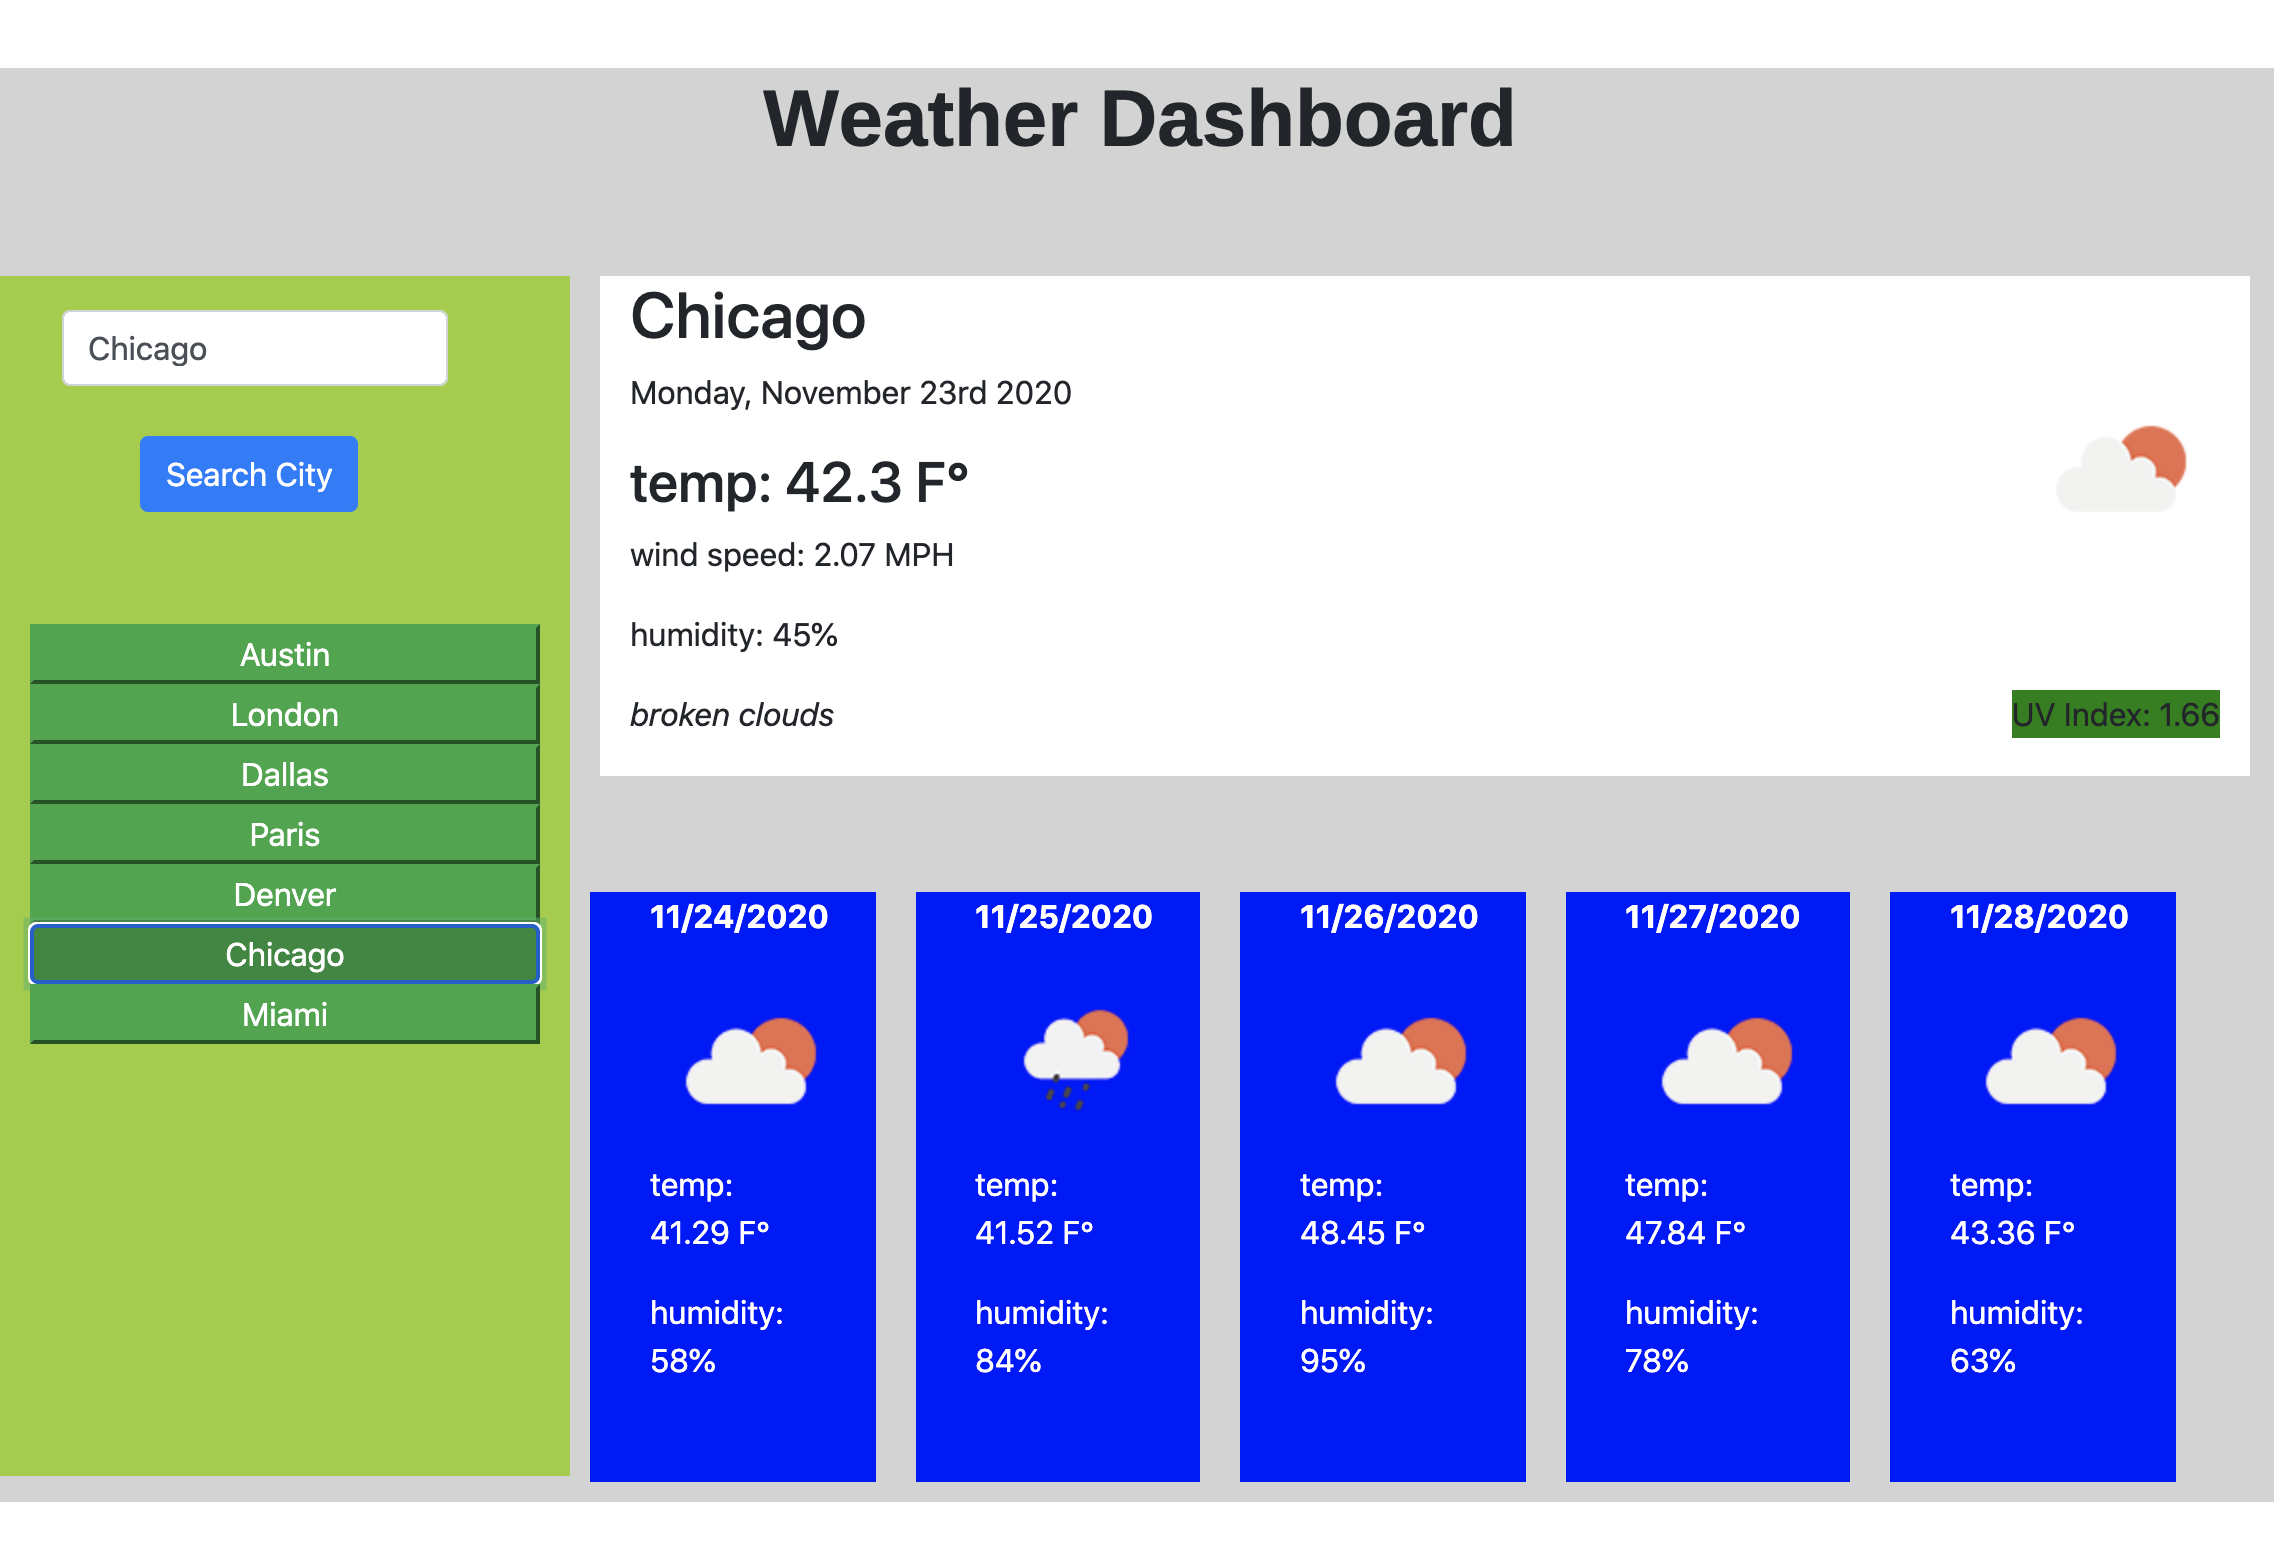 Weather Dashboard
Chicago
Search City
Austin
London
Dallas
Paris
Denver
Chicago
Miami
Chicago
Monday, November 23rd 2020
temp: 42.3 F°
wind speed: 2.07 MPH
humidity: 45%
broken clouds
UV Index: 1.66
11/24/2020
temp:
41.29 F°
humidity:
58%
11/25/2020
temp:
41.52 F°
humidity:
84%
11/26/2020
temp:
48.45 F°
humidity:
95%
11/27/2020
temp:
47.84 F°
humidity:
78%
11/28/2020
temp:
43.36 F°
humidity:
63%